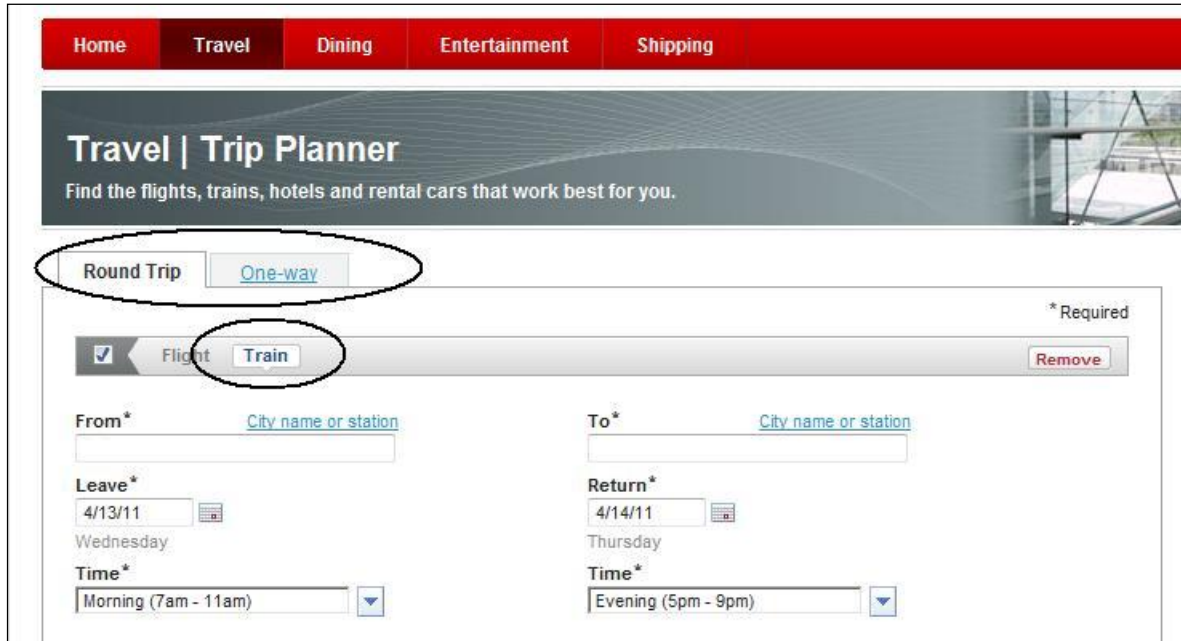 Home Travel Dining Entertainment Shipping
Travel | Trip Planner
Find the flights, trains, hotels and rental cars that work best for you.
Round Trip One-way
* Required
Flight Train Remove
From* City name or station To* City name or station
Leave* Return*
4/13/11 4/14/11
Wednesday Thursday
Time* Time*
Morning (7am - 11am) Evening (5pm - 9pm)